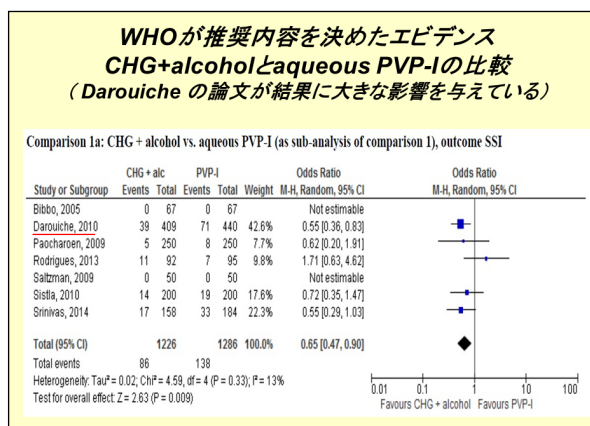 WHOが推奨内容を決めたエビデンス
CHG+alcoholとaqueous PVP-Iの比較
（ Darouiche の論文が結果に大きな影響を与えている）
Comparison 1a: CHG + alcohol vs. aqueous PVP-I (as sub-analysis of comparison 1), outcome SSI
CHG + alc PVP-I Odds Ratio Odds Ratio
Study or Subgroup Events Total Events Total Weight M-H, Random, 95% CI M-H, Random, 95% CI
Bibbo, 2005 0 67 0 67 Not estimable
Darouiche, 2010 39 409 71 440 42.6% 0.55 [0.36, 0.83]
Paocharoen, 2009 5 250 8 250 7.7% 0.62 [0.20, 1.91]
Rodrigues, 2013 11 92 7 95 9.8% 1.71 [0.63, 4.62]
Saltzman, 2009 0 50 0 50 Not estimable
Sistla, 2010 14 200 19 200 17.6% 0.72 [0.35, 1.47]
Srinivas, 2014 17 158 33 184 22.3% 0.55 [0.29, 1.03]
Total (95% CI) 1226 1286 100.0% 0.65 [0.47, 0.90]
Total events 86 138
Heterogeneity: Tau² = 0.02; Chi² = 4.59, df = 4 (P = 0.33); I² = 13%
Test for overall effect: Z = 2.63 (P = 0.009)
0.01 0.1 1 10 100
Favours CHG + alcohol Favours PVP-I